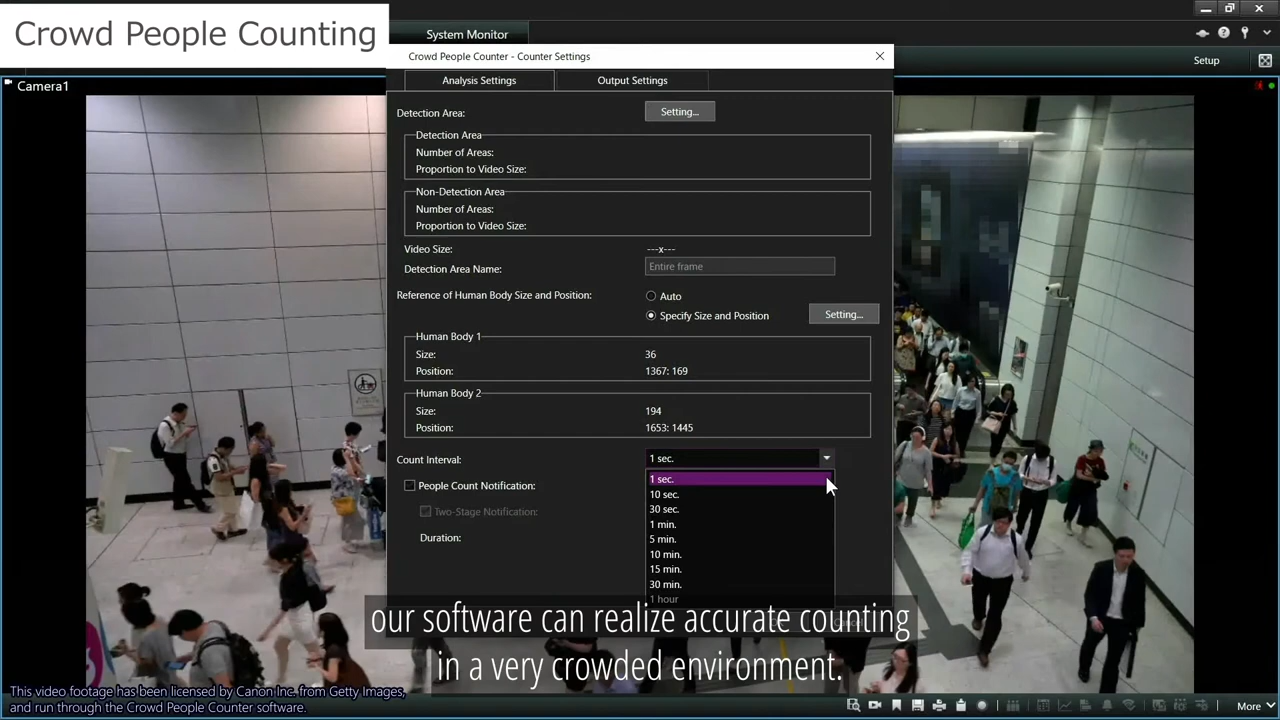 Crowd People Counting
System Monitor
Crowd People Counter - Counter Settings
Setup
Camera1
Analysis Settings
Output Settings
Detection Area:
Setting...
Detection Area
Number of Areas:
Proportion to Video Size:
Non-Detection Area
Number of Areas:
Proportion to Video Size:
Video Size:
---x---
Detection Area Name:
Entire frame
Reference of Human Body Size and Position:
Auto
Specify Size and Position
Setting...
Human Body 1
Size:
36
Position:
1367: 169
Human Body 2
Size:
194
Position:
1653: 1445
Count Interval:
1 sec.
1 sec.
10 sec.
30 sec.
1 min.
5 min.
10 min.
15 min.
30 min.
1 hour
People Count Notification:
Two-Stage Notification:
Duration:
our software can realize accurate counting
in a very crowded environment.
This video footage has been licensed by Canon Inc. from Getty Images,
and run through the Crowd People Counter software.
More